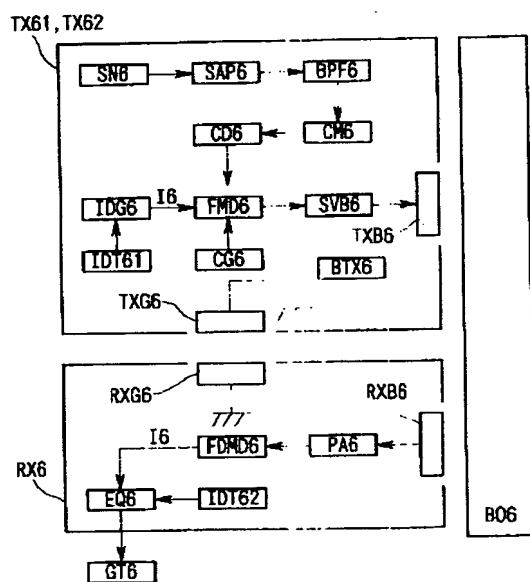 TX61, TX62
SN6 SAP6 BPF6
CD6 CM6
I6
IDG6 FMD6 SVB6
TXB6
IDT61 CG6 BTX6
TXG6
RXG6
RXB6
I6 FDMD6 PA6
RX6
EQ6 IDT62
BO6
GT6